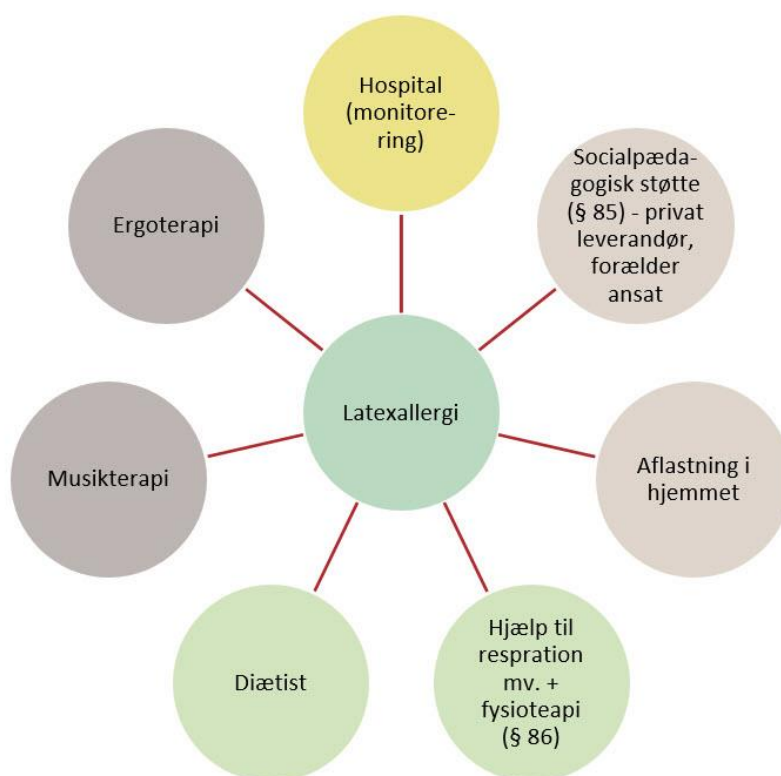 Hospital
(monitore-
ring)
Socialpæda-
gogisk støtte
(§ 85) - privat
leverandør,
forælder
ansat
Ergoterapi
Latexallergi
Aflastning i
hjemmet
Musikterapi
Hjælp til
respration
mv. +
fysioteapi
(§ 86)
Diætist